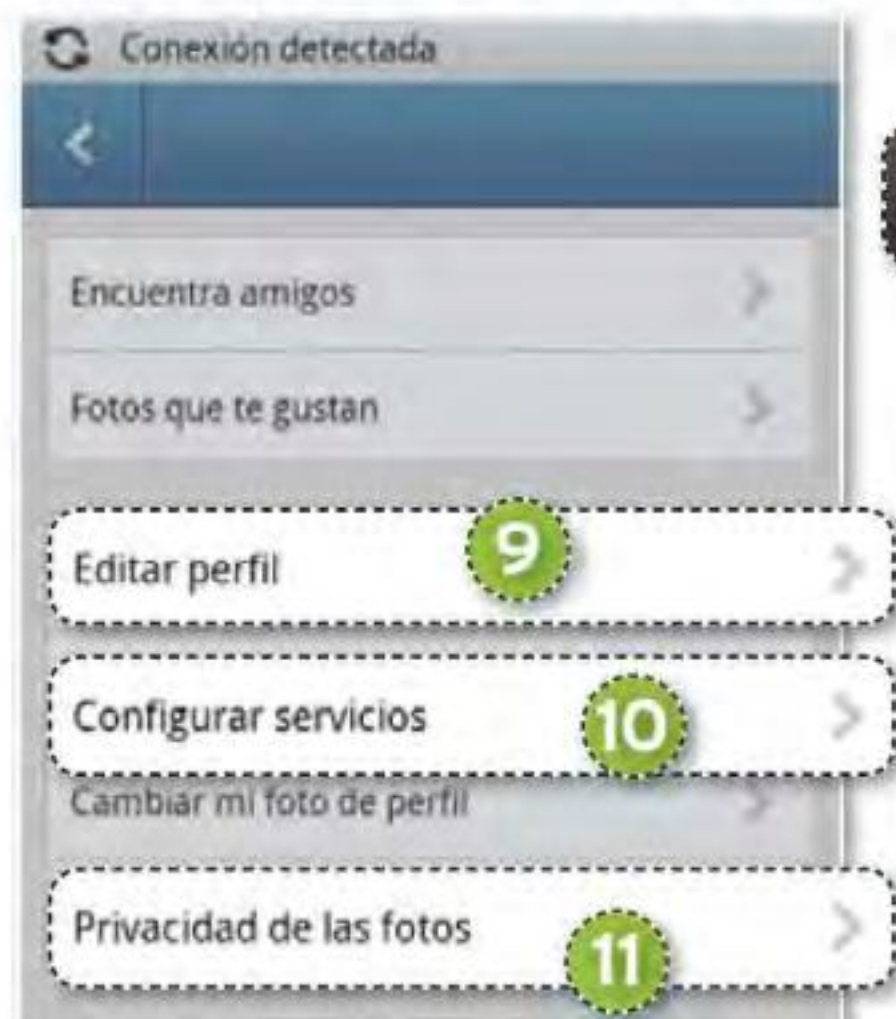 Conexión detectada
Encuentra amigos
Fotos que te gustan
Editar perfil
9
Configurar servicios
10
Cambiar mi foto de perfil
Privacidad de las fotos
11